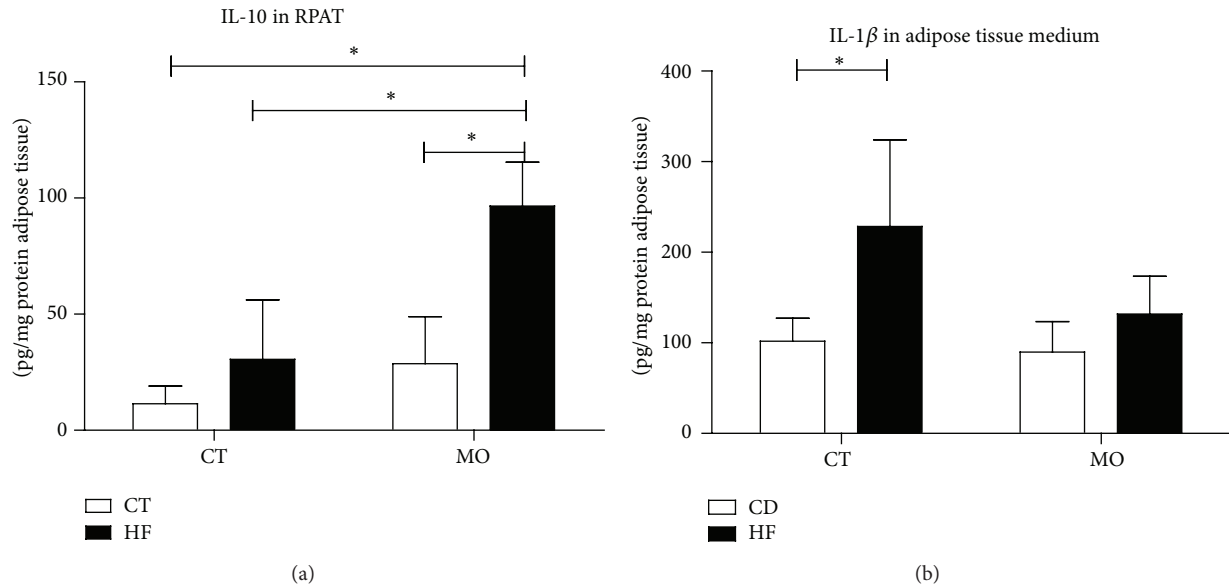 IL-10 in RPAT
*
*
*
150
100
50
0
(pg/mg protein adipose tissue)
CT
MO
CT
HF
(a)
IL-1β in adipose tissue medium
*
400
300
200
100
0
(pg/mg protein adipose tissue)
CT
MO
CD
HF
(b)